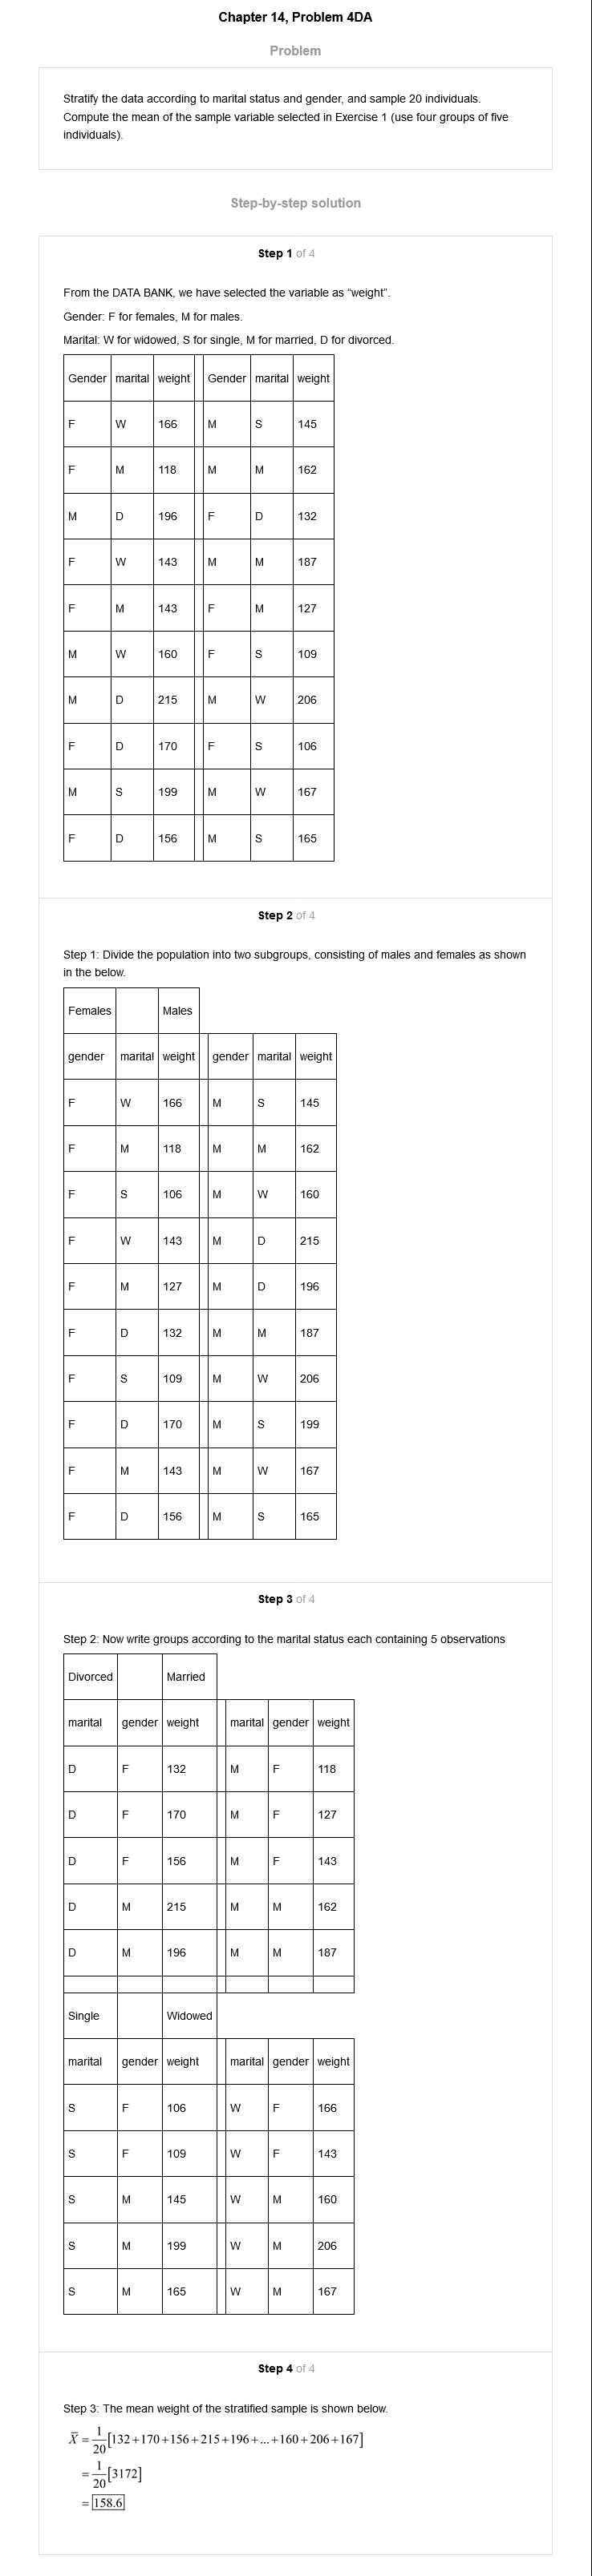 Chapter 14, Problem 4DA
Problem
Stratify the data according to marital status and gender, and sample 20 individuals.
Compute the mean of the sample variable selected in Exercise 1 (use four groups of five
individuals).
Step-by-step solution
Step 1 of 4
From the DATA BANK, we have selected the variable as “weight”.
Gender: F for females, M for males.
Marital: W for widowed, S for single, M for married, D for divorced.
Gender marital weight Gender marital weight
F W 166 M S 145
F M 118 M M 162
M D 196 F D 132
F W 143 M M 187
F M 143 F M 127
M W 160 F S 109
M D 215 M W 206
F D 170 F S 106
M S 199 M W 167
F D 156 M S 165
Step 2 of 4
Step 1: Divide the population into two subgroups, consisting of males and females as shown
in the below.
Females Males
gender marital weight gender marital weight
F W 166 M S 145
F M 118 M M 162
F S 106 M W 160
F W 143 M D 215
F M 127 M D 196
F D 132 M M 187
F S 109 M W 206
F D 170 M S 199
F M 143 M W 167
F D 156 M S 165
Step 3 of 4
Step 2: Now write groups according to the marital status each containing 5 observations
Divorced Married
marital gender weight marital gender weight
D F 132 M F 118
D F 170 M F 127
D F 156 M F 143
D M 215 M M 162
D M 196 M M 187
Single Widowed
marital gender weight marital gender weight
S F 106 W F 166
S F 109 W F 143
S M 145 W M 160
S M 199 W M 206
S M 165 W M 167
Step 4 of 4
Step 3: The mean weight of the stratified sample is shown below.
X̅ = 1/20 [132+170+156+215+196+...+160+206+167]
= 1/20 [3172]
= 158.6